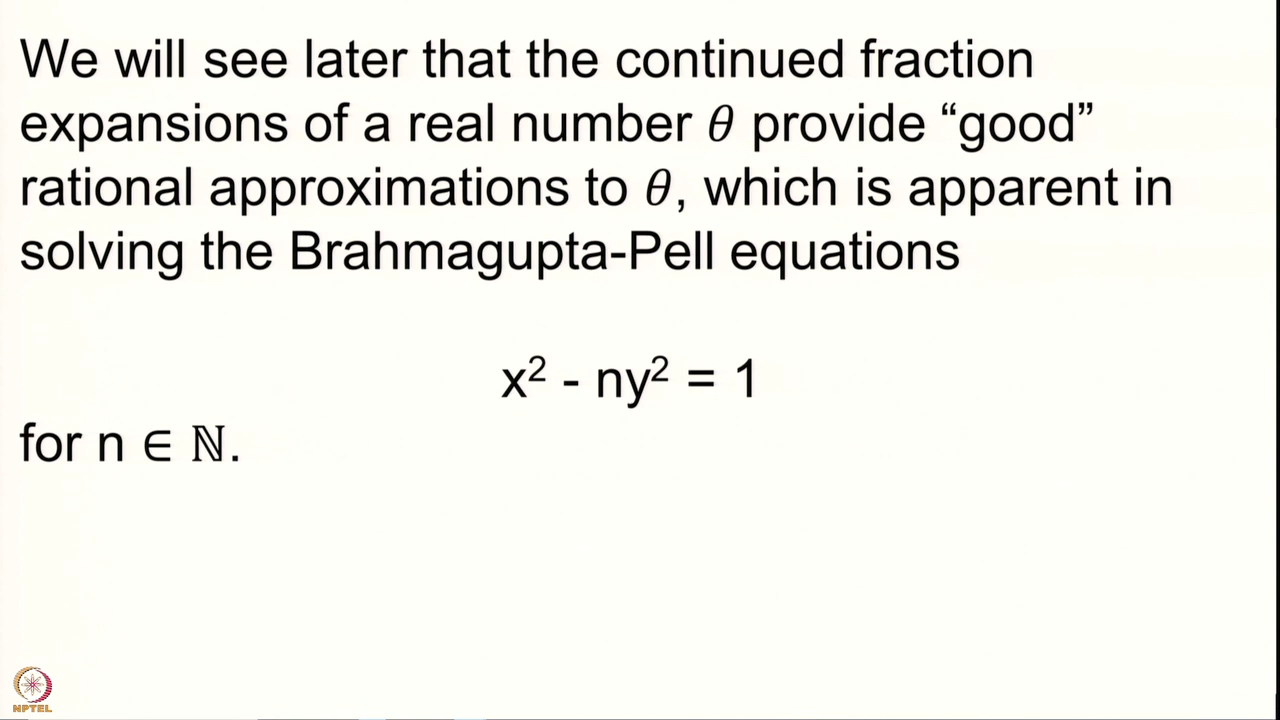 We will see later that the continued fraction
expansions of a real number θ provide “good”
rational approximations to θ, which is apparent in
solving the Brahmagupta-Pell equations
x² - ny² = 1
for n ∈ ℕ.
NPTEL